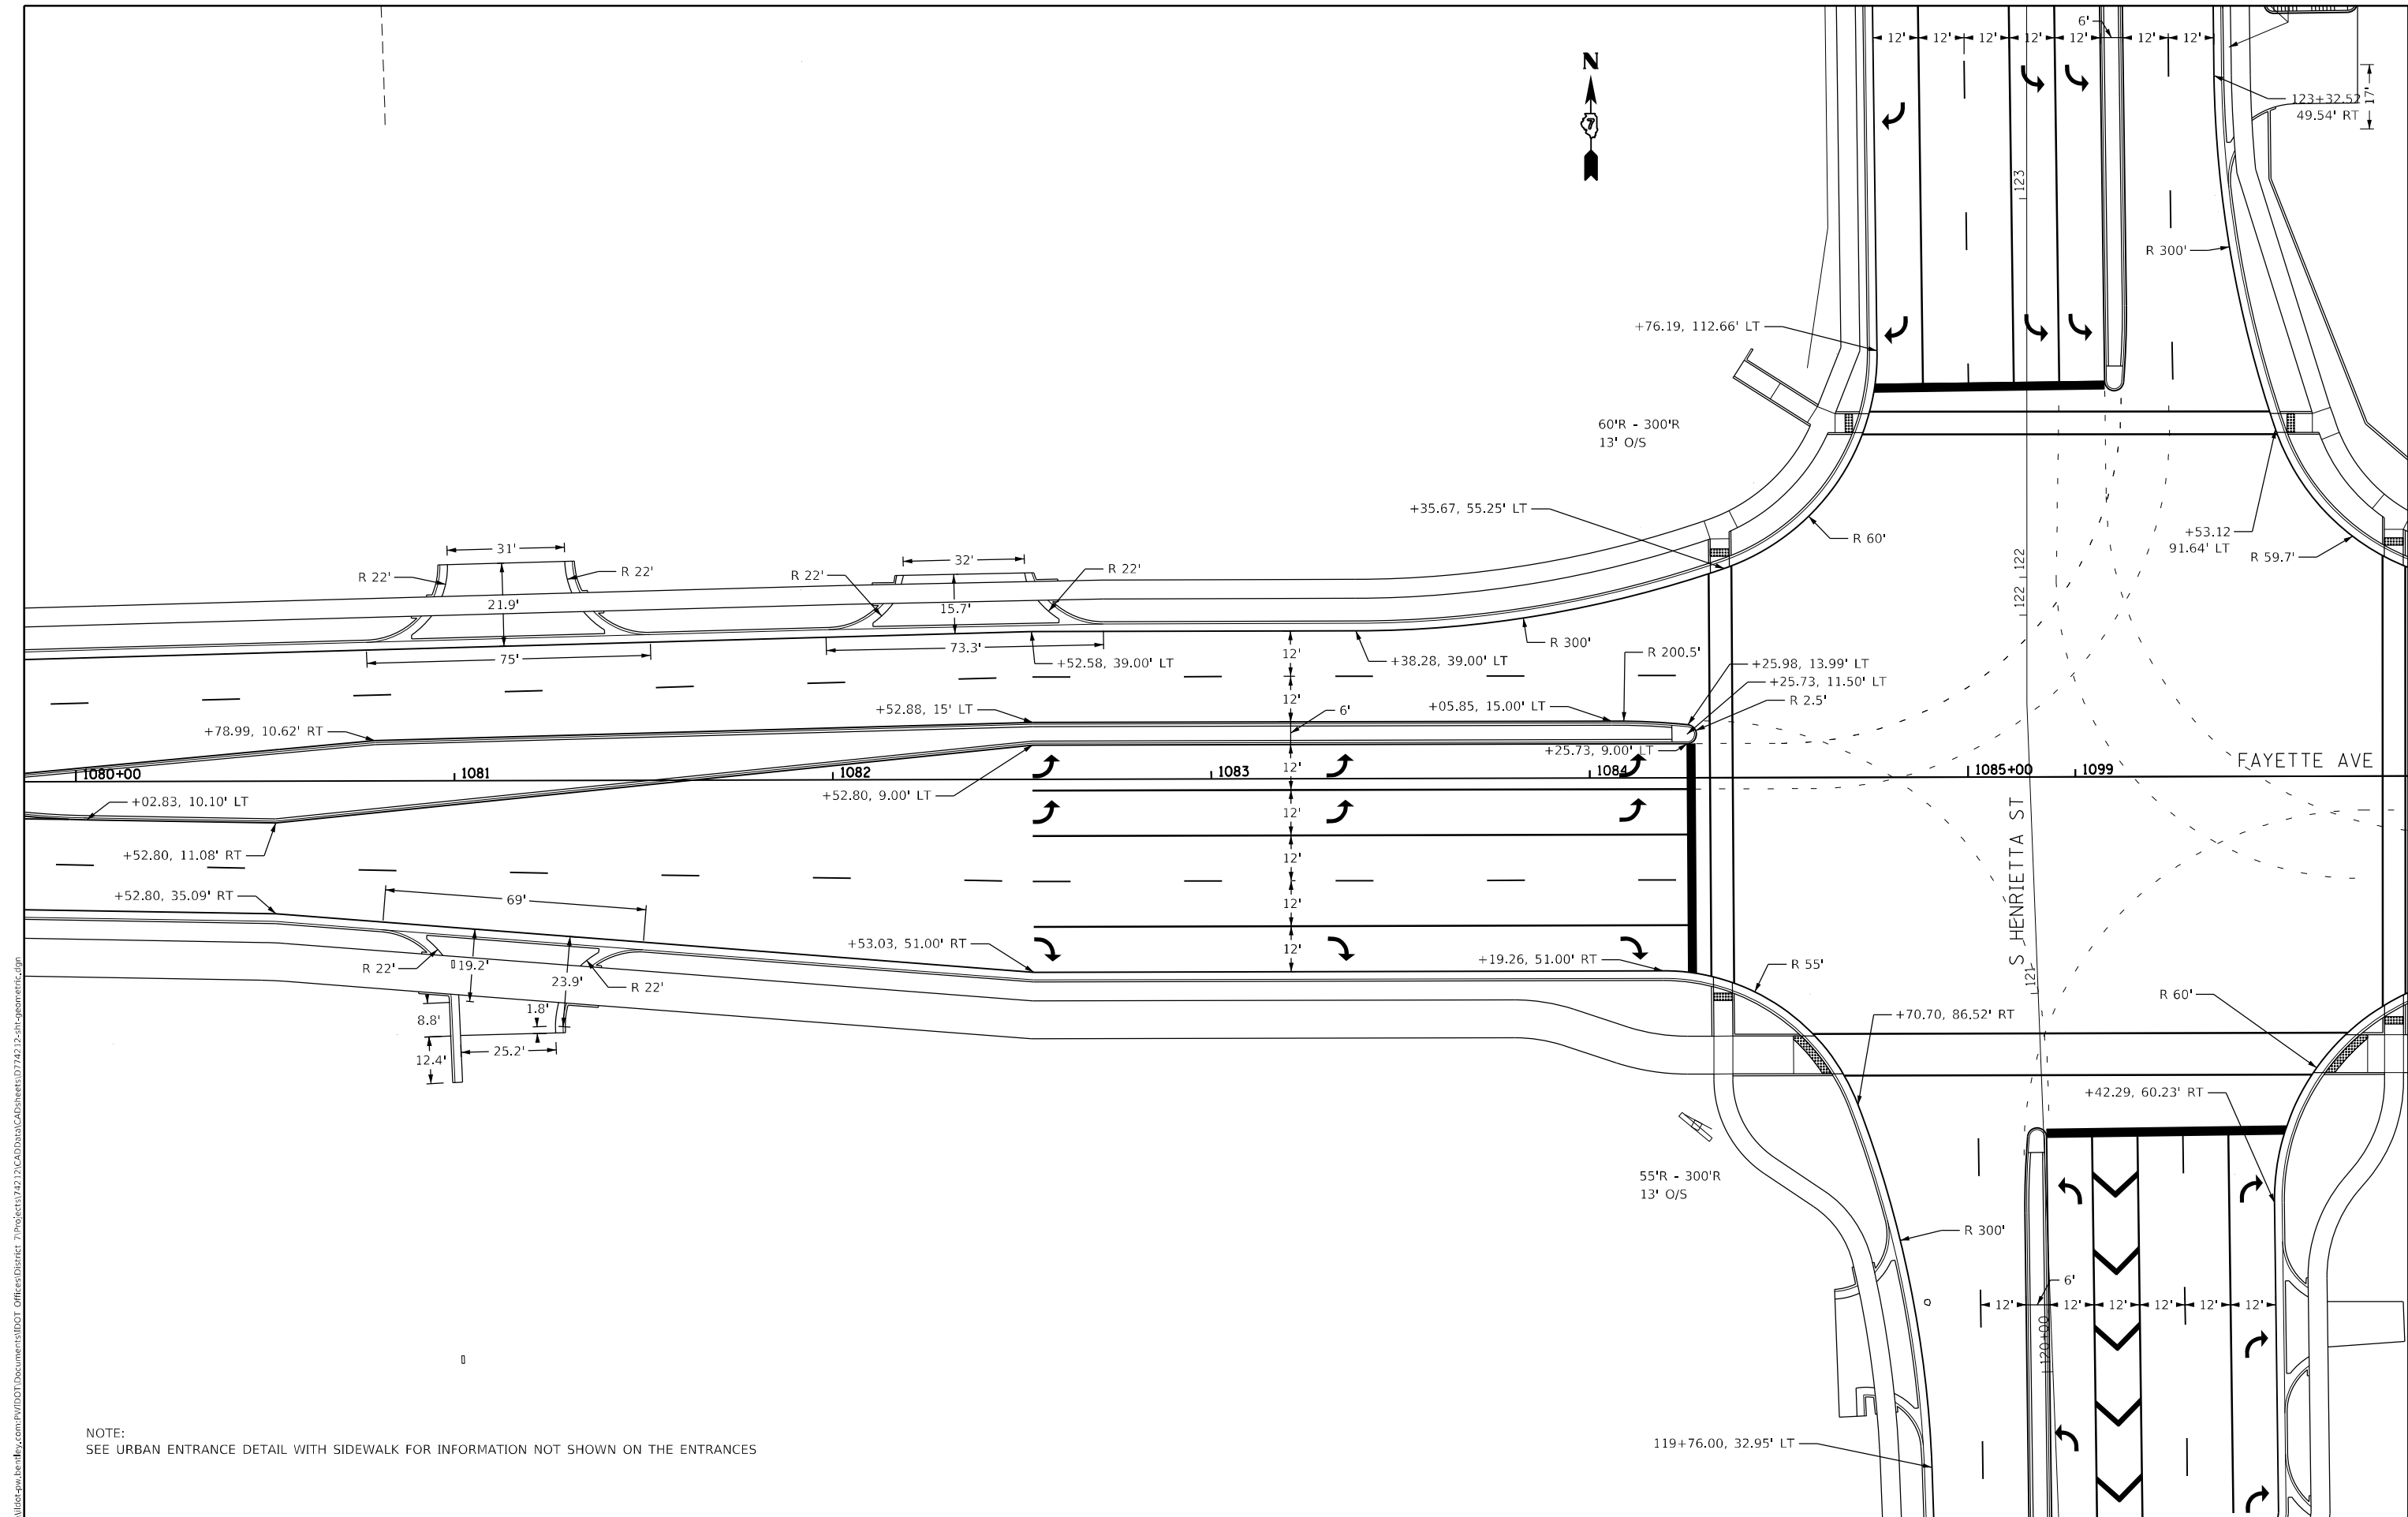 6'
12' 12' 12' 12' 12' 12' 12'
N
7
123+32.52
49.54' RT
17'
123
R 300'
+76.19, 112.66' LT
60'R - 300'R
13' O/S
+35.67, 55.25' LT
R 60'
+53.12
91.64' LT
R 59.7'
122
122
31'
R 22'
R 22'
21.9'
75'
32'
R 22'
R 22'
15.7'
73.3'
+52.58, 39.00' LT
12'
+38.28, 39.00' LT
R 300'
R 200.5'
+25.98, 13.99' LT
+25.73, 11.50' LT
R 2.5'
12'
+52.88, 15' LT
6'
+05.85, 15.00' LT
+78.99, 10.62' RT
+25.73, 9.00' LT
FAYETTE AVE
1080+00
1081
1082
1083
1084
1085+00
1099
12'
+02.83, 10.10' LT
+52.80, 9.00' LT
12'
+52.80, 11.08' RT
12'
S HENRIETTA ST
+52.80, 35.09' RT
69'
12'
+53.03, 51.00' RT
12'
+19.26, 51.00' RT
R 55'
R 22'
19.2'
23.9'
R 22'
121
R 60'
8.8'
1.8'
12.4'
25.2'
+70.70, 86.52' RT
+42.29, 60.23' RT
55'R - 300'R
13' O/S
R 300'
6'
12' 12' 12' 12' 12' 12'
120+00
119+76.00, 32.95' LT
NOTE:
SEE URBAN ENTRANCE DETAIL WITH SIDEWALK FOR INFORMATION NOT SHOWN ON THE ENTRANCES